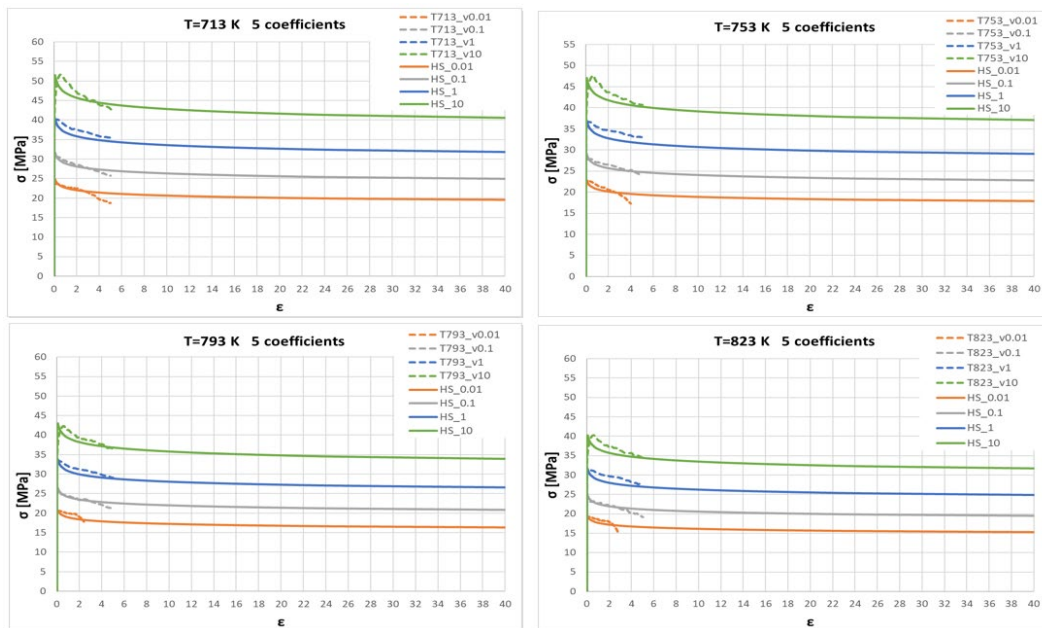 T=713 K 5 coefficients
T713_v0.01
T713_v0.1
T713_v1
T713_v10
HS_0.01
HS_0.1
HS_1
HS_10
60
55
50
45
40
35
30
25
20
15
10
5
0
σ [MPa]
0 2 4 6 8 10 12 14 16 18 20 22 24 26 28 30 32 34 36 38 40
ε
T=753 K 5 coefficients
T753_v0.01
T753_v0.1
T753_v1
T753_v10
HS_0.01
HS_0.1
HS_1
HS_10
55
50
45
40
35
30
25
20
15
10
5
0
σ [MPa]
0 2 4 6 8 10 12 14 16 18 20 22 24 26 28 30 32 34 36 38 40
ε
T=793 K 5 coefficients
T793_v0.01
T793_v0.1
T793_v1
T793_v10
HS_0.01
HS_0.1
HS_1
HS_10
60
55
50
45
40
35
30
25
20
15
10
5
0
σ [MPa]
0 2 4 6 8 10 12 14 16 18 20 22 24 26 28 30 32 34 36 38 40
ε
T=823 K 5 coefficients
T823_v0.01
T823_v0.1
T823_v1
T823_v10
HS_0.01
HS_0.1
HS_1
HS_10
60
55
50
45
40
35
30
25
20
15
10
5
0
σ [MPa]
0 2 4 6 8 10 12 14 16 18 20 22 24 26 28 30 32 34 36 38 40
ε